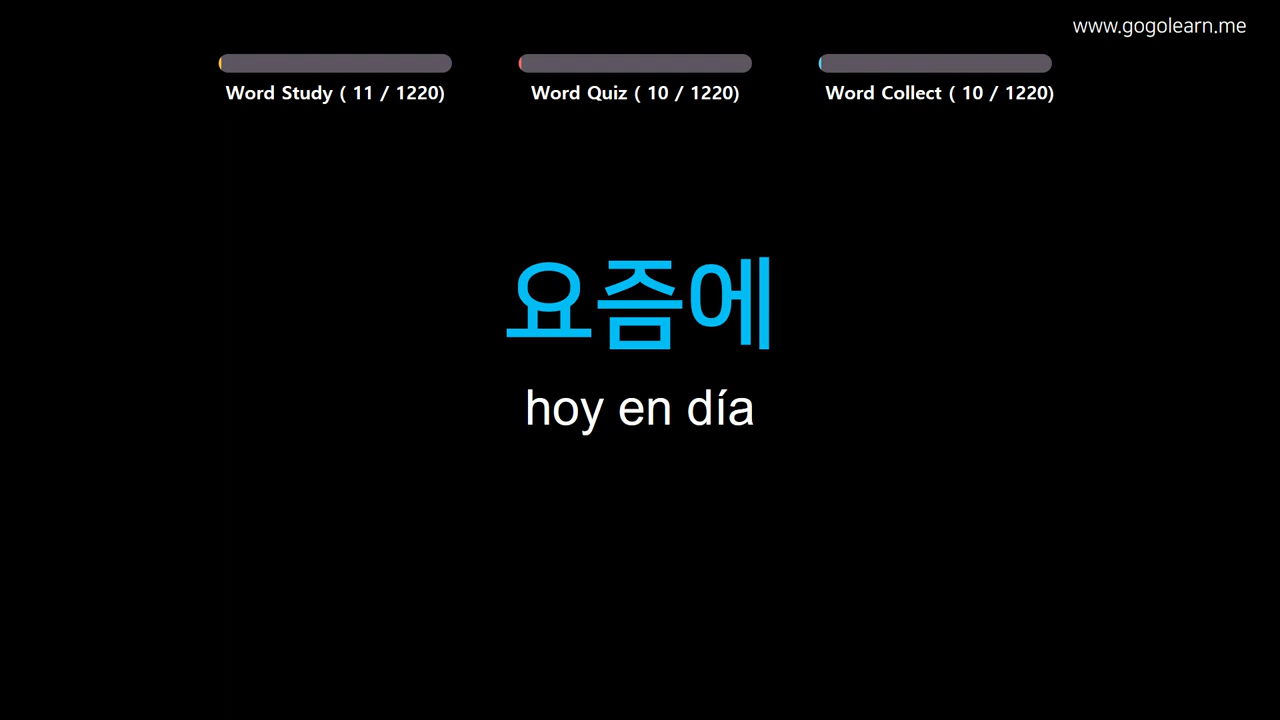 www.gogolearn.me
Word Study ( 11 / 1220)
Word Quiz ( 10 / 1220)
Word Collect ( 10 / 1220)
요즘에
hoy en día